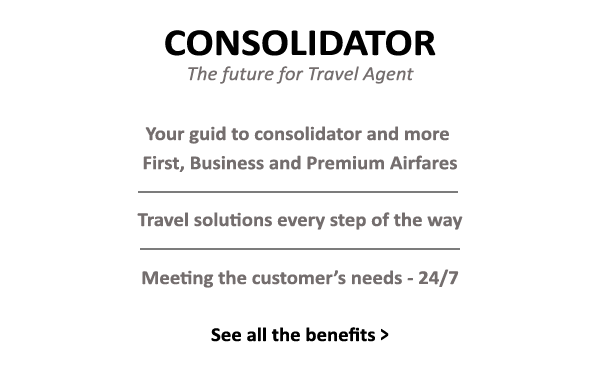 CONSOLIDATOR
The future for Travel Agent
Your guid to consolidator and more
First, Business and Premium Airfares
Travel solutions every step of the way
Meeting the customer's needs - 24/7
See all the benefits >